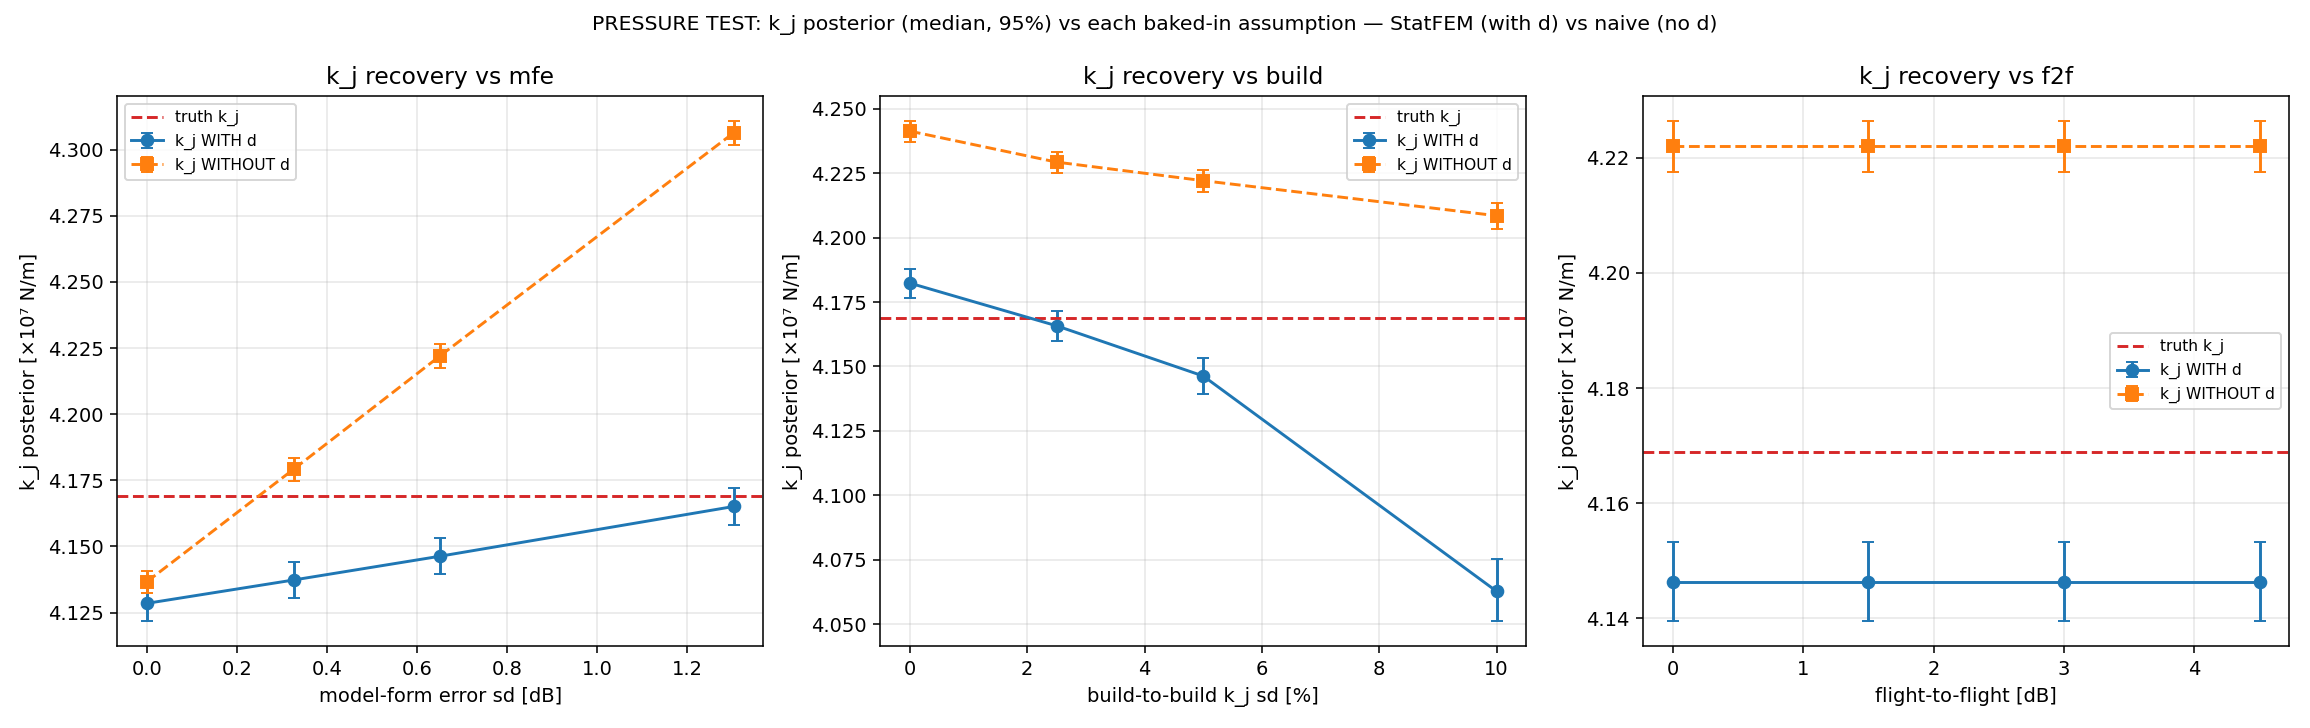 PRESSURE TEST: k_j posterior (median, 95%) vs each baked-in assumption — StatFEM (with d) vs naive (no d)
k_j recovery vs mfe
truth k_j
k_j WITH d
k_j WITHOUT d
4.300
4.275
4.250
4.225
4.200
4.175
4.150
4.125
k_j posterior [×10⁷ N/m]
0.0 0.2 0.4 0.6 0.8 1.0 1.2
model-form error sd [dB]
k_j recovery vs build
truth k_j
k_j WITH d
k_j WITHOUT d
4.250
4.225
4.200
4.175
4.150
4.125
4.100
4.075
4.050
k_j posterior [×10⁷ N/m]
0 2 4 6 8 10
build-to-build k_j sd [%]
k_j recovery vs f2f
truth k_j
k_j WITH d
k_j WITHOUT d
4.22
4.20
4.18
4.16
4.14
k_j posterior [×10⁷ N/m]
0 1 2 3 4
flight-to-flight [dB]